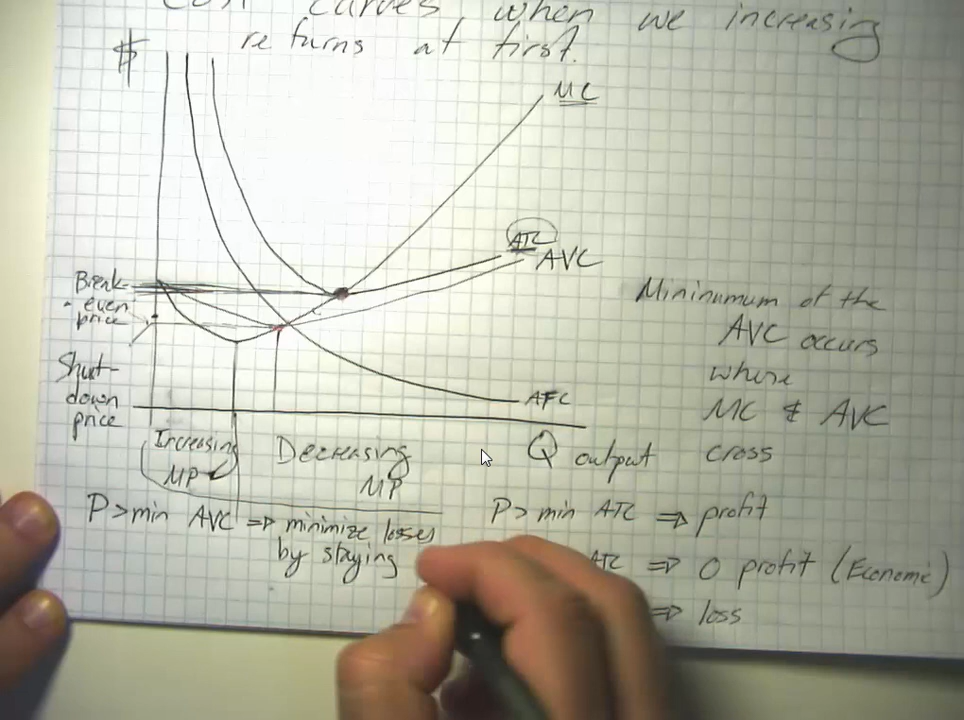 Cost curves, when we increasing
returns at first.
$
MC
ATC
AVC
Break-
even
price
Shut-
down
price
AFC
Mininumum of the
AVC occurs
where
MC & AVC
cross
Increasing
MP
Decreasing
MP
Q output
P>min AVC ⇒ minimize losses
by staying
P> min ATC ⇒ profit
ATC ⇒ 0 profit (Economic)
⇒ loss